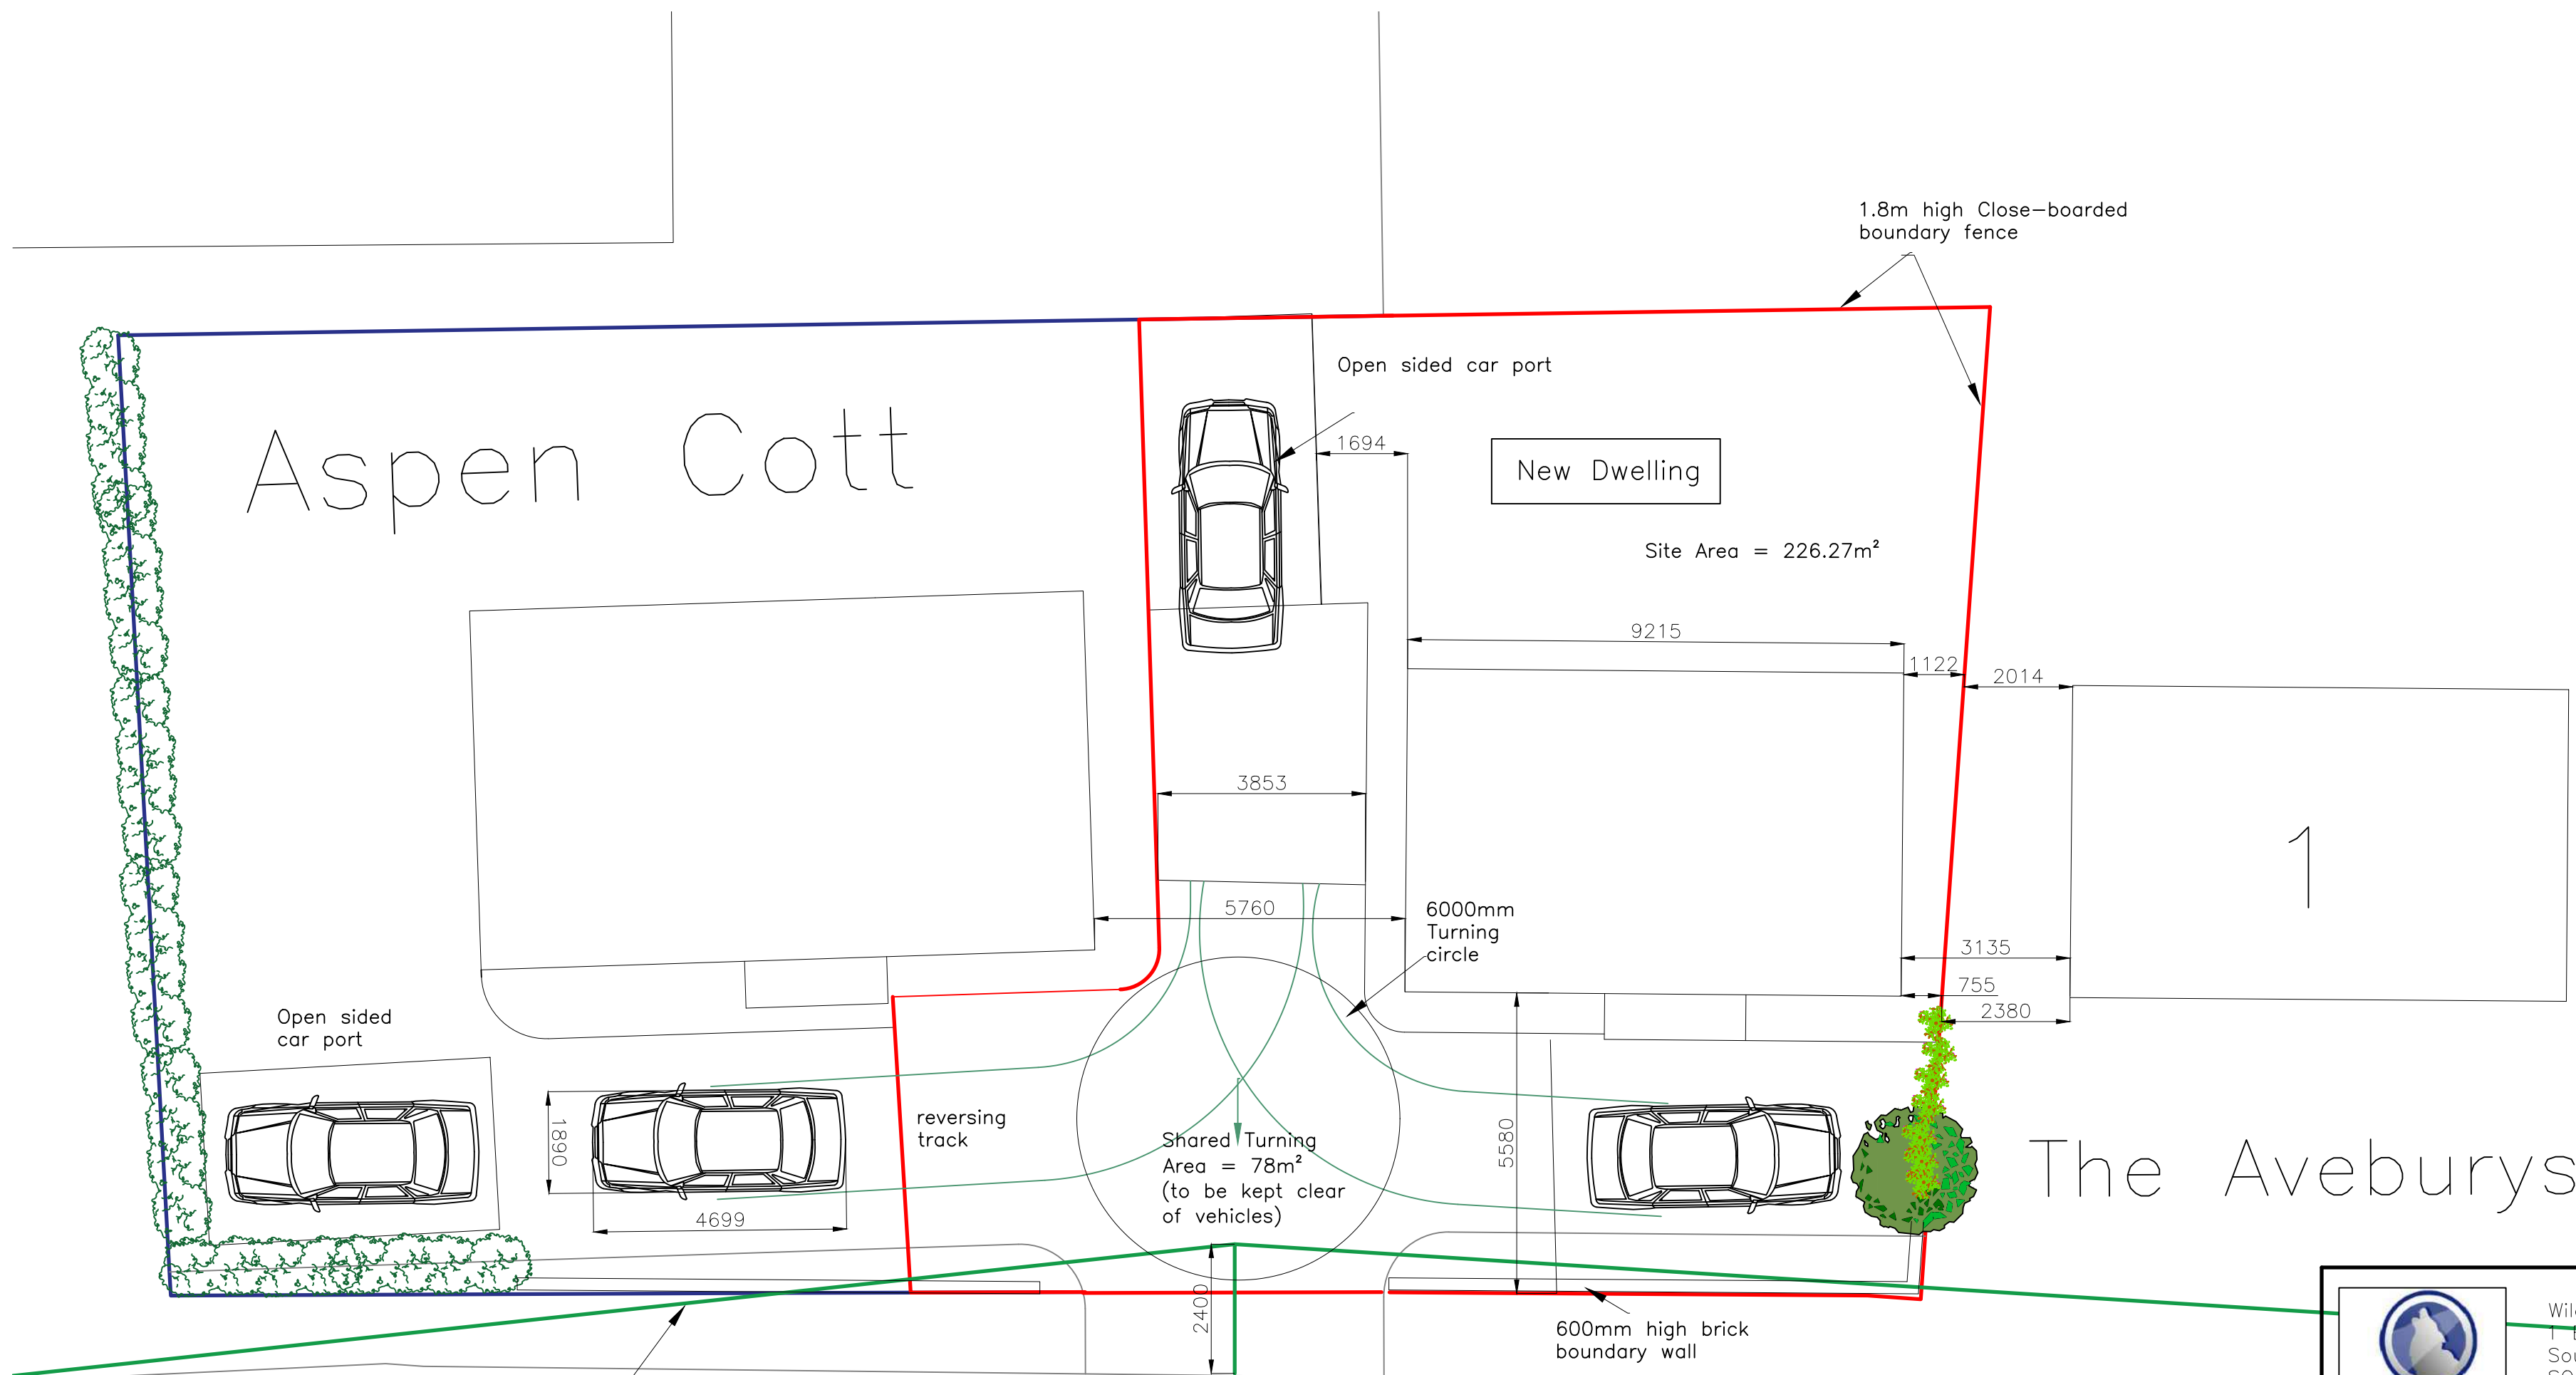 1.8m high Close-boarded
boundary fence
Open sided car port
Aspen Cott
1694
New Dwelling
Site Area = 226.27m²
9215
1122
2014
3853
1
5760
6000mm
Turning
circle
3135
755
2380
Open sided
car port
1890
4699
reversing
track
Shared Turning
Area = 78m²
(to be kept clear
of vehicles)
5580
The Aveburys
2400
600mm high brick
boundary wall